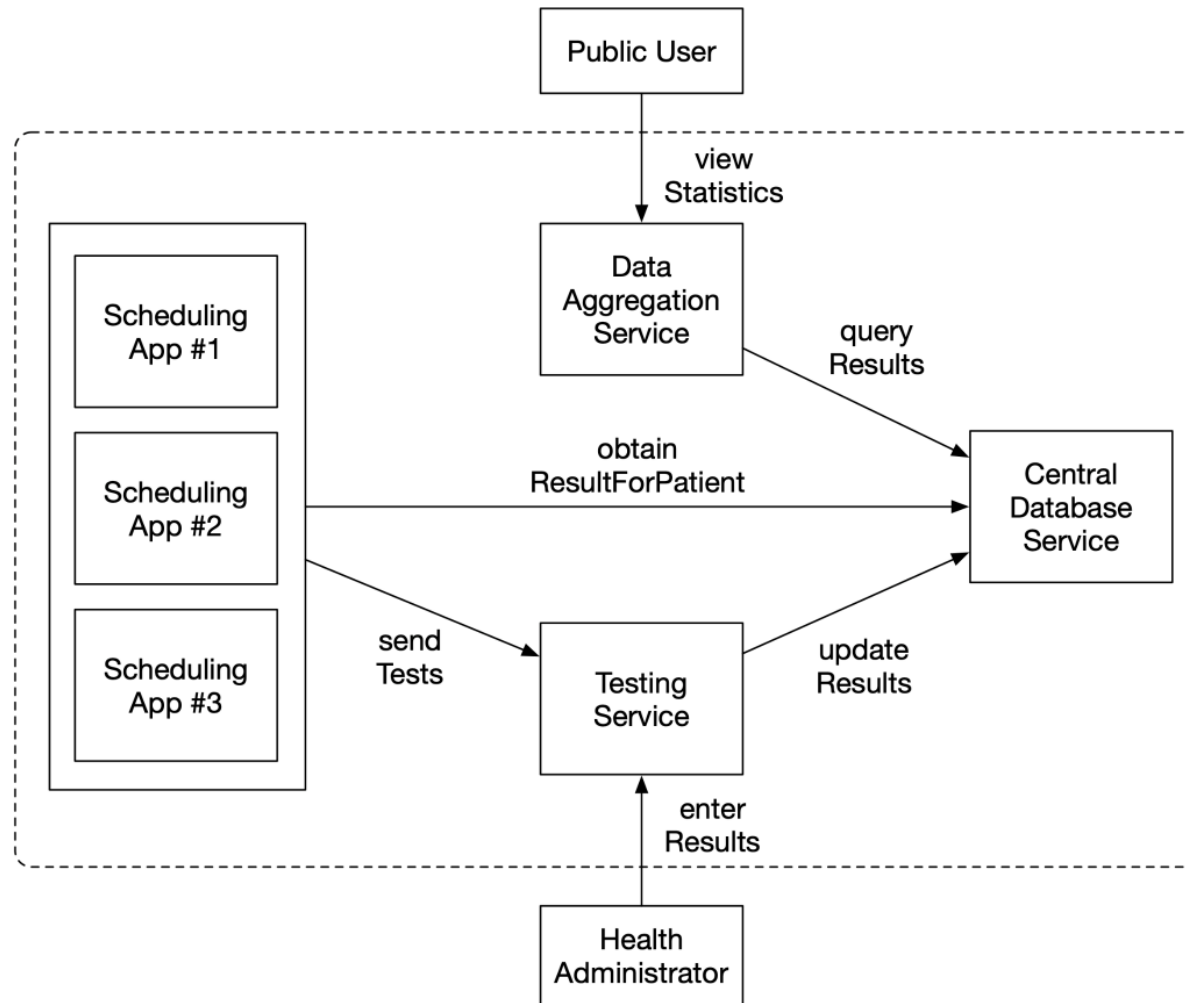 Public User
view
Statistics
Data
Aggregation
Service
Scheduling
App #1
query
Results
obtain
ResultForPatient
Scheduling
App #2
Central
Database
Service
send
Tests
Scheduling
App #3
Testing
Service
update
Results
enter
Results
Health
Administrator